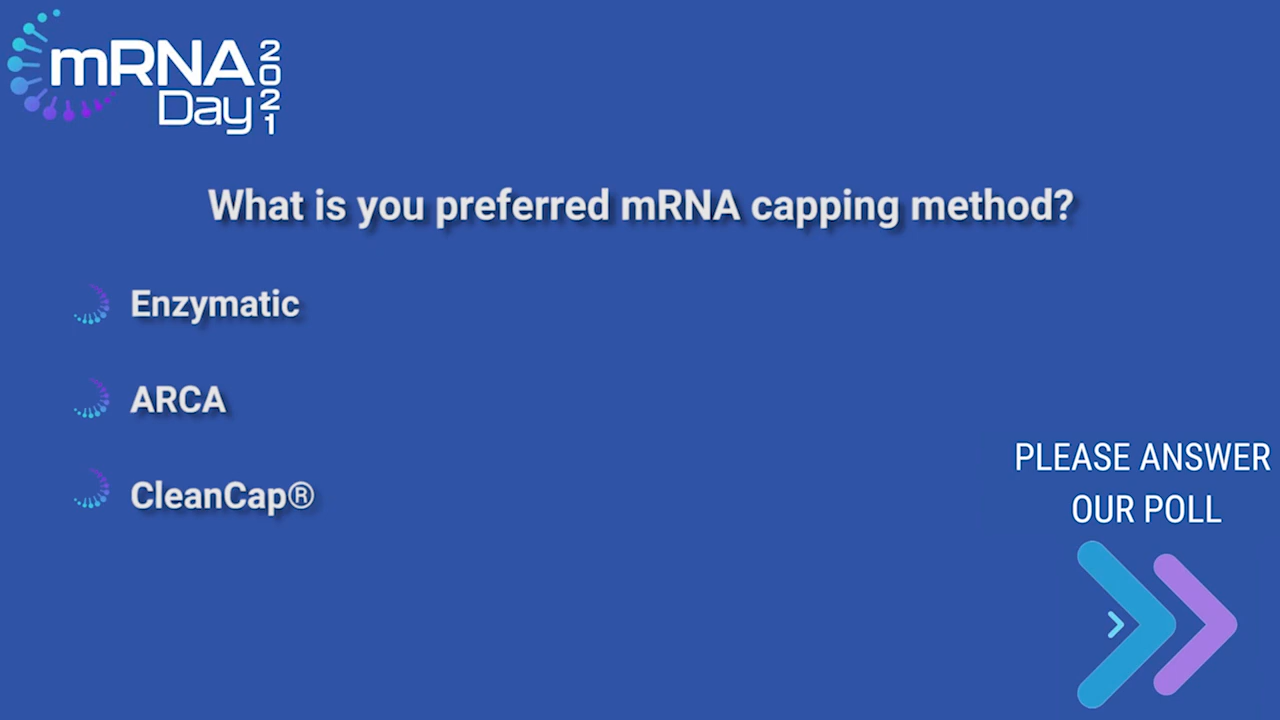 mRNA
Day
2021
What is you preferred mRNA capping method?
Enzymatic
ARCA
CleanCap®
PLEASE ANSWER
OUR POLL